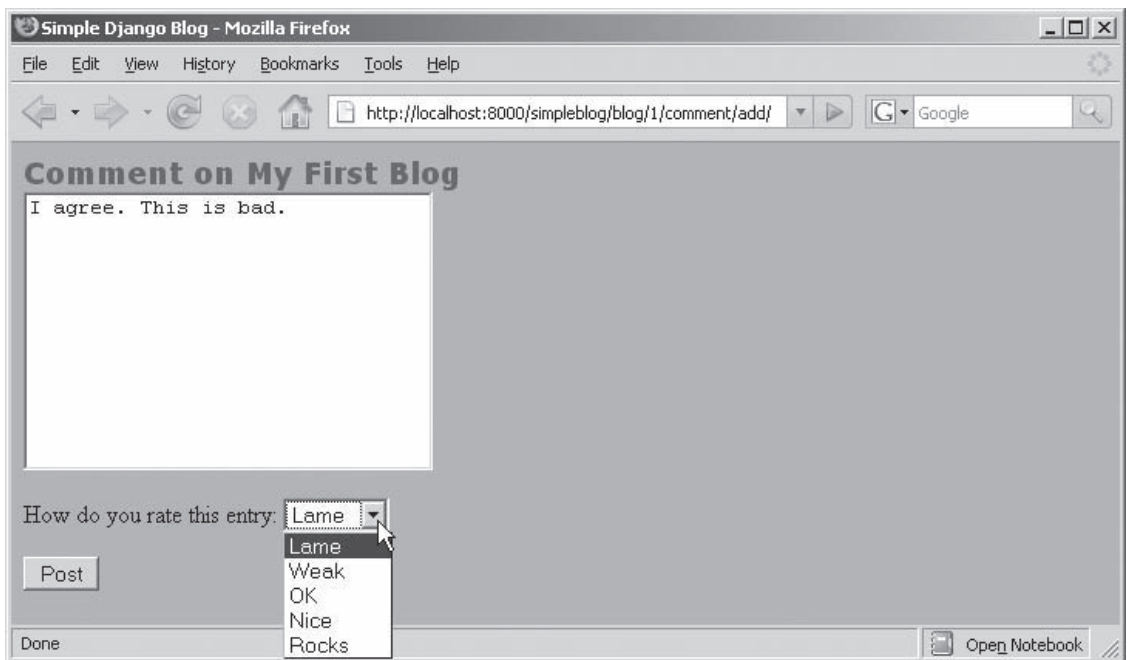 Simple Django Blog - Mozilla Firefox
File Edit View History Bookmarks Tools Help
http://localhost:8000/simpleblog/blog/1/comment/add/ G Google
Comment on My First Blog
I agree. This is bad.
How do you rate this entry: Lame
Lame
Weak
OK
Nice
Rocks
Post
Done Open Notebook